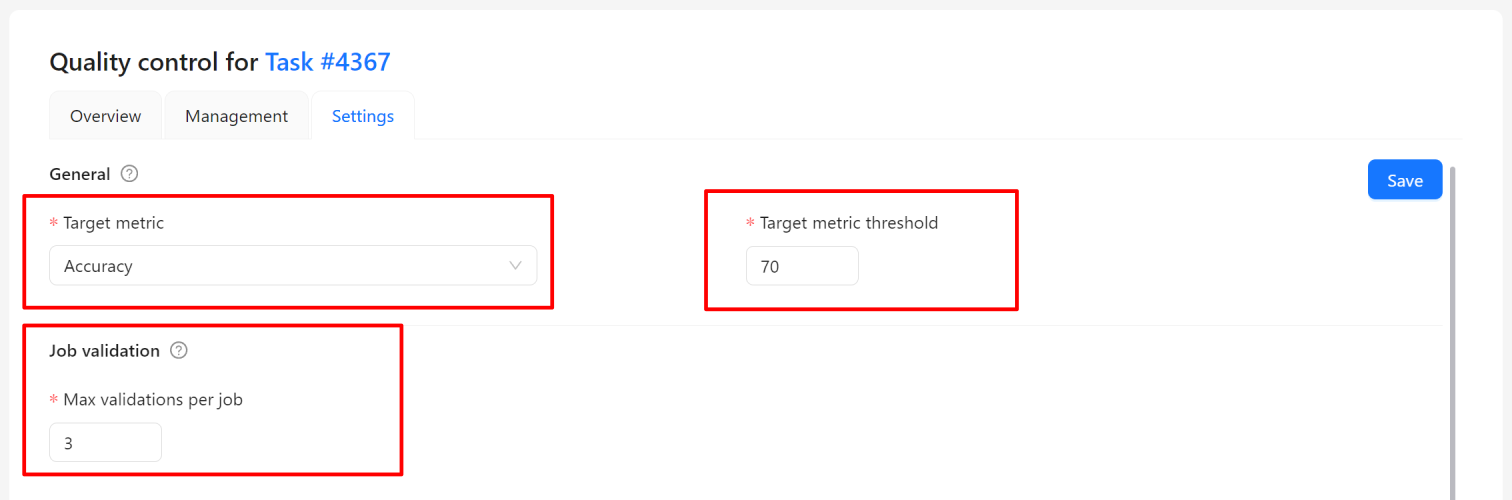 Quality control for Task #4367
Overview Management Settings
General
Save
* Target metric
* Target metric threshold
Accuracy
70
Job validation
* Max validations per job
3